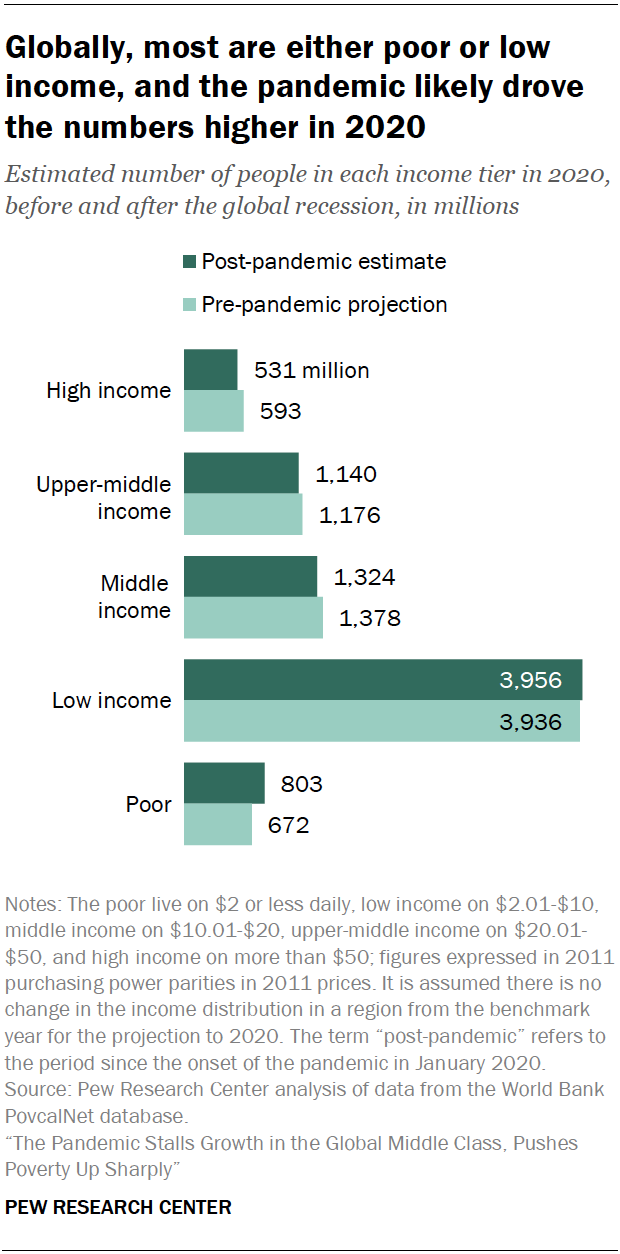 Globally, most are either poor or low
income, and the pandemic likely drove
the numbers higher in 2020
Estimated number of people in each income tier in 2020,
before and after the global recession, in millions
Post-pandemic estimate
Pre-pandemic projection
High income
531 million
593
Upper-middle
income
1,140
1,176
Middle
income
1,324
1,378
Low income
3,956
3,936
Poor
803
672
Notes: The poor live on $2 or less daily, low income on $2.01-$10,
middle income on $10.01-$20, upper-middle income on $20.01-
$50, and high income on more than $50; figures expressed in 2011
purchasing power parities in 2011 prices. It is assumed there is no
change in the income distribution in a region from the benchmark
year for the projection to 2020. The term “post-pandemic” refers to
the period since the onset of the pandemic in January 2020.
Source: Pew Research Center analysis of data from the World Bank
PovcalNet database.
“The Pandemic Stalls Growth in the Global Middle Class, Pushes
Poverty Up Sharply”
PEW RESEARCH CENTER